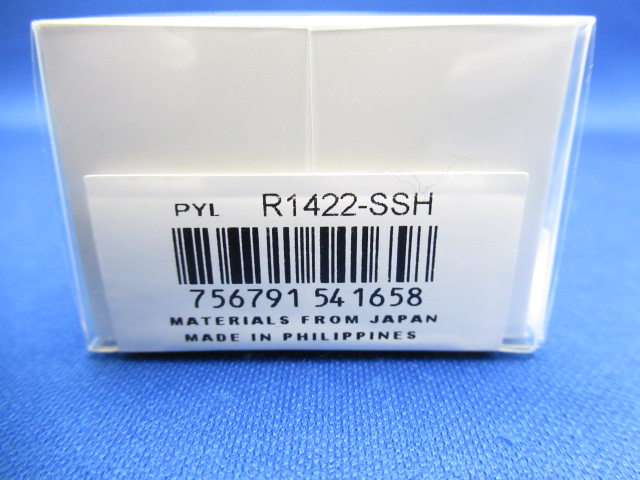 PYL R1422-SSH
756791 541658
MATERIALS FROM JAPAN
MADE IN PHILIPPINES